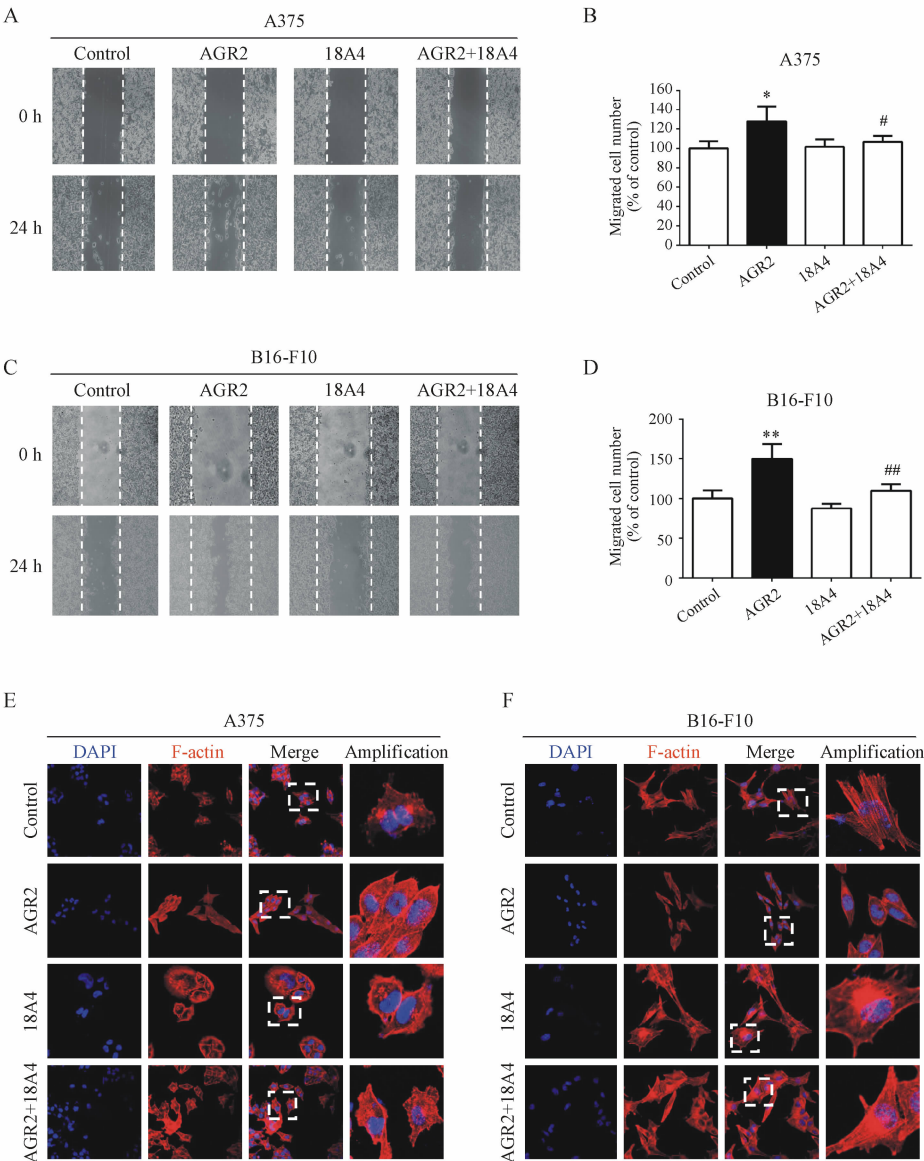 A
A375
Control AGR2 18A4 AGR2+18A4
0 h
24 h
B
A375
Migrated cell number
(% of control)
160
140
120
100
80
60
40
20
0
*
#
Control AGR2 18A4 AGR2+18A4
C
B16-F10
Control AGR2 18A4 AGR2+18A4
0 h
24 h
D
B16-F10
Migrated cell number
(% of control)
200
150
100
50
0
**
##
Control AGR2 18A4 AGR2+18A4
E
A375
DAPI F-actin Merge Amplification
Control
AGR2
18A4
AGR2+18A4
F
B16-F10
DAPI F-actin Merge Amplification
Control
AGR2
18A4
AGR2+18A4